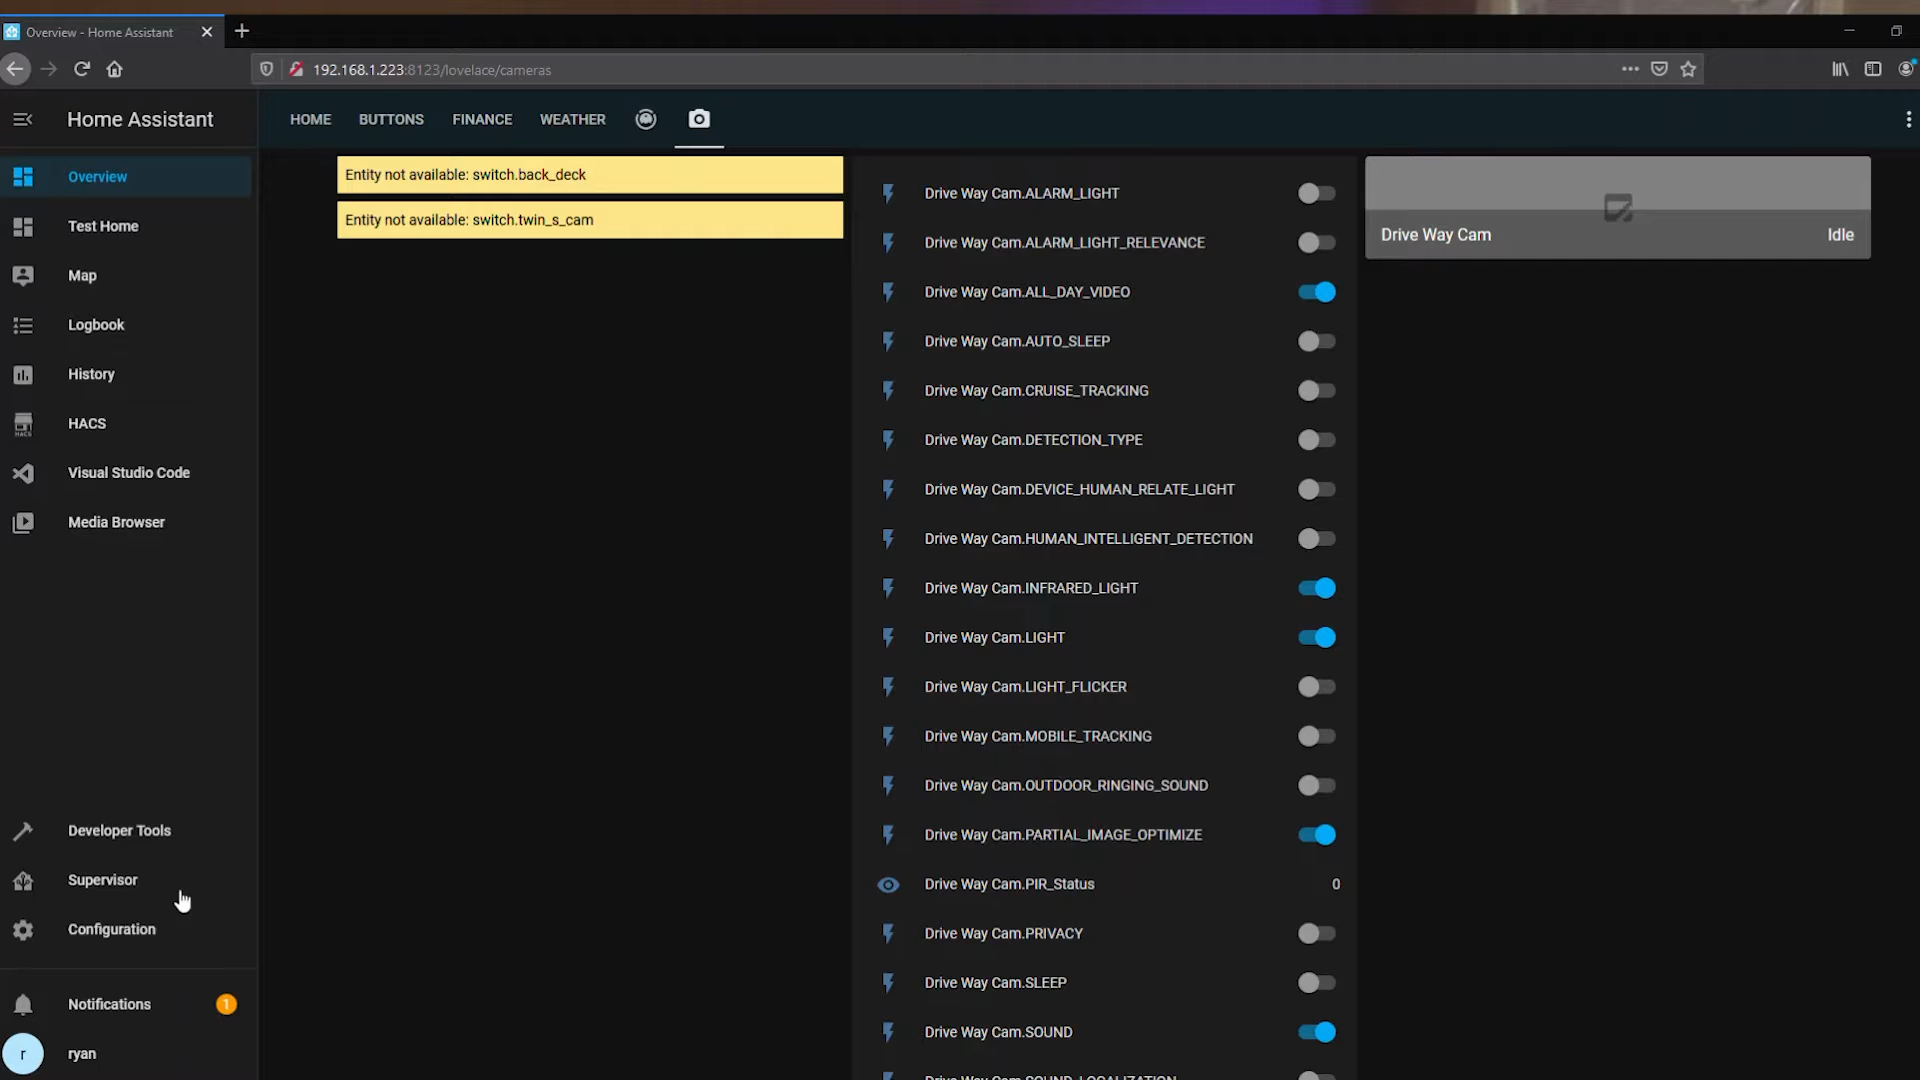 Overview - Home Assistant
192.168.1.223:8123/lovelace/cameras
Home Assistant
HOME
BUTTONS
FINANCE
WEATHER
Overview
Test Home
Map
Logbook
History
HACS
HACS
Visual Studio Code
Media Browser
Developer Tools
Supervisor
Configuration
Notifications
1
r
ryan
Entity not available: switch.back_deck
Entity not available: switch.twin_s_cam
Drive Way Cam.ALARM_LIGHT
Drive Way Cam.ALARM_LIGHT_RELEVANCE
Drive Way Cam.ALL_DAY_VIDEO
Drive Way Cam.AUTO_SLEEP
Drive Way Cam.CRUISE_TRACKING
Drive Way Cam.DETECTION_TYPE
Drive Way Cam.DEVICE_HUMAN_RELATE_LIGHT
Drive Way Cam.HUMAN_INTELLIGENT_DETECTION
Drive Way Cam.INFRARED_LIGHT
Drive Way Cam.LIGHT
Drive Way Cam.LIGHT_FLICKER
Drive Way Cam.MOBILE_TRACKING
Drive Way Cam.OUTDOOR_RINGING_SOUND
Drive Way Cam.PARTIAL_IMAGE_OPTIMIZE
Drive Way Cam.PIR_Status 0
Drive Way Cam.PRIVACY
Drive Way Cam.SLEEP
Drive Way Cam.SOUND
Drive Way Cam.SOUND_LOCALIZATION
Drive Way Cam Idle